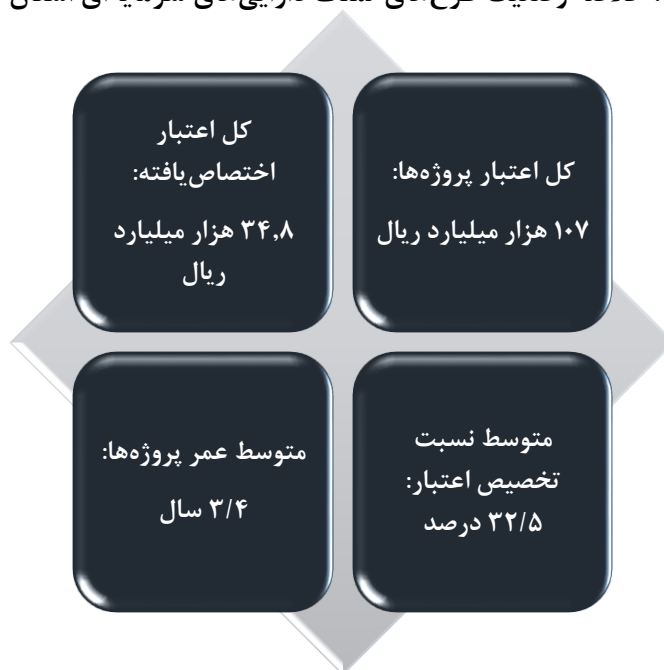 کل اعتبار پروژه‌ها:
۱۰۷ هزار میلیارد ریال
کل اعتبار
اختصاص‌یافته:
۳۴,۸ هزار میلیارد
ریال
متوسط نسبت
تخصیص اعتبار:
۳۲/۵ درصد
متوسط عمر پروژه‌ها:
۳/۴ سال